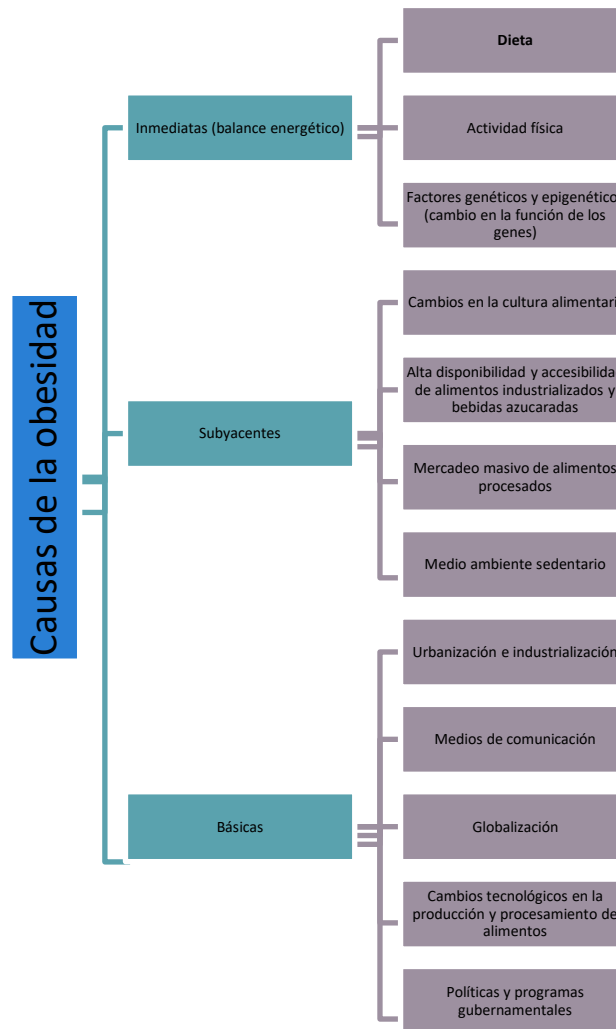 Causas de la obesidad
Inmediatas (balance energético)
Dieta
Actividad física
Factores genéticos y epigenético
(cambio en la función de los
genes)
Subyacentes
Cambios en la cultura alimentari
Alta disponibilidad y accesibilida
de alimentos industrializados y
bebidas azucaradas
Mercadeo masivo de alimentos
procesados
Medio ambiente sedentario
Básicas
Urbanización e industrialización
Medios de comunicación
Globalización
Cambios tecnológicos en la
producción y procesamiento de
alimentos
Políticas y programas
gubernamentales